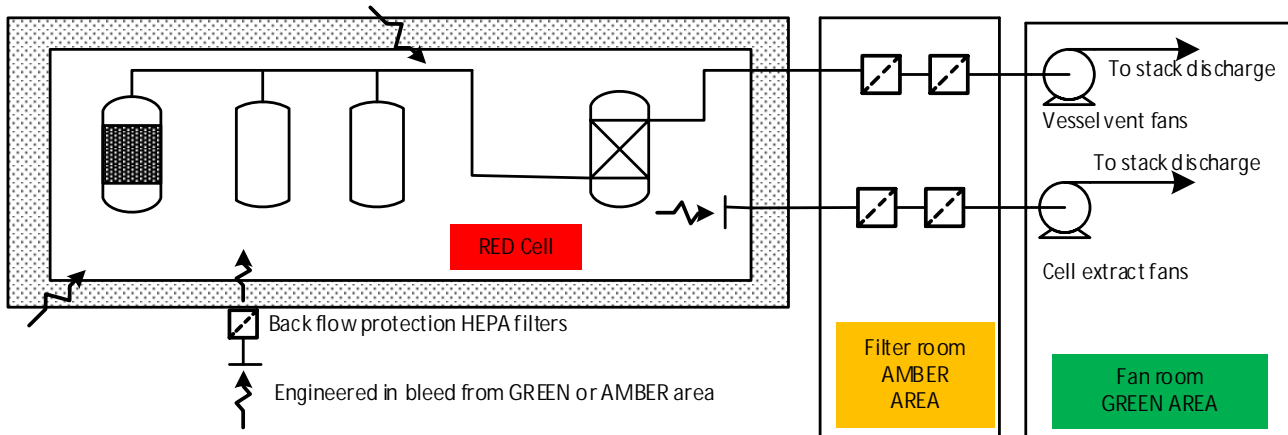 To stack discharge
Vessel vent fans
To stack discharge
RED Cell
Cell extract fans
Back flow protection HEPA filters
Engineered in bleed from GREEN or AMBER area
Filter room
AMBER
AREA
Fan room
GREEN AREA